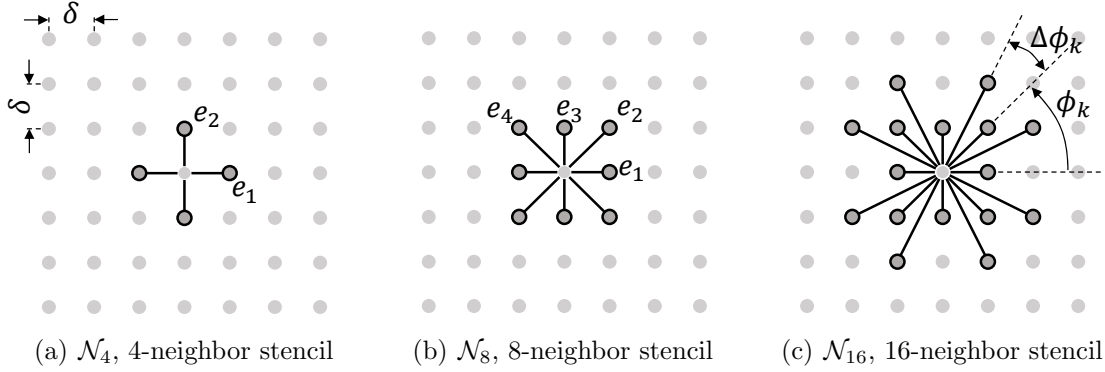 δ
δ
e₂
e₁
e₄
e₃
e₂
e₁
Δϕₖ
ϕₖ
(a) 𝒩₄, 4-neighbor stencil
(b) 𝒩₈, 8-neighbor stencil
(c) 𝒩₁₆, 16-neighbor stencil